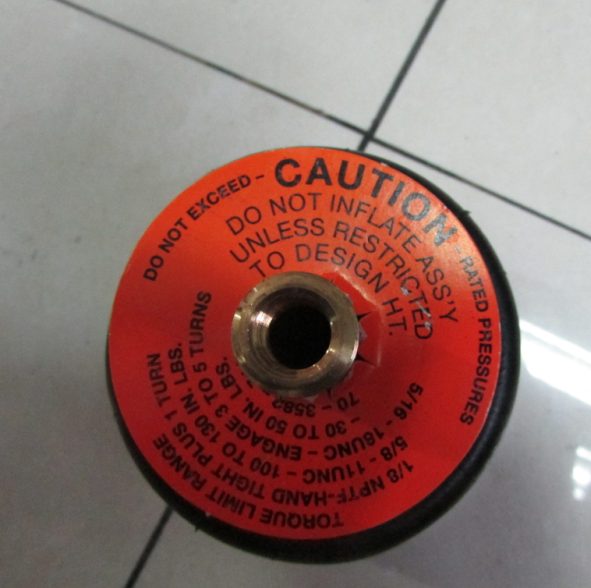 DO NOT EXCEED - CAUTION - RATED PRESSURES
DO NOT INFLATE ASS'Y
UNLESS RESTRICTED
TO DESIGN HT.
TORQUE LIMIT RANGE
1/8 NPTF-HAND TIGHT PLUS 1 TURN
5/8 - 11UNC - 100 TO 130 IN LBS.
5/16 - 18UNC - ENGAGE 3 TO 5 TURNS
- 30 TO 50 IN. LBS.
70 - 3582